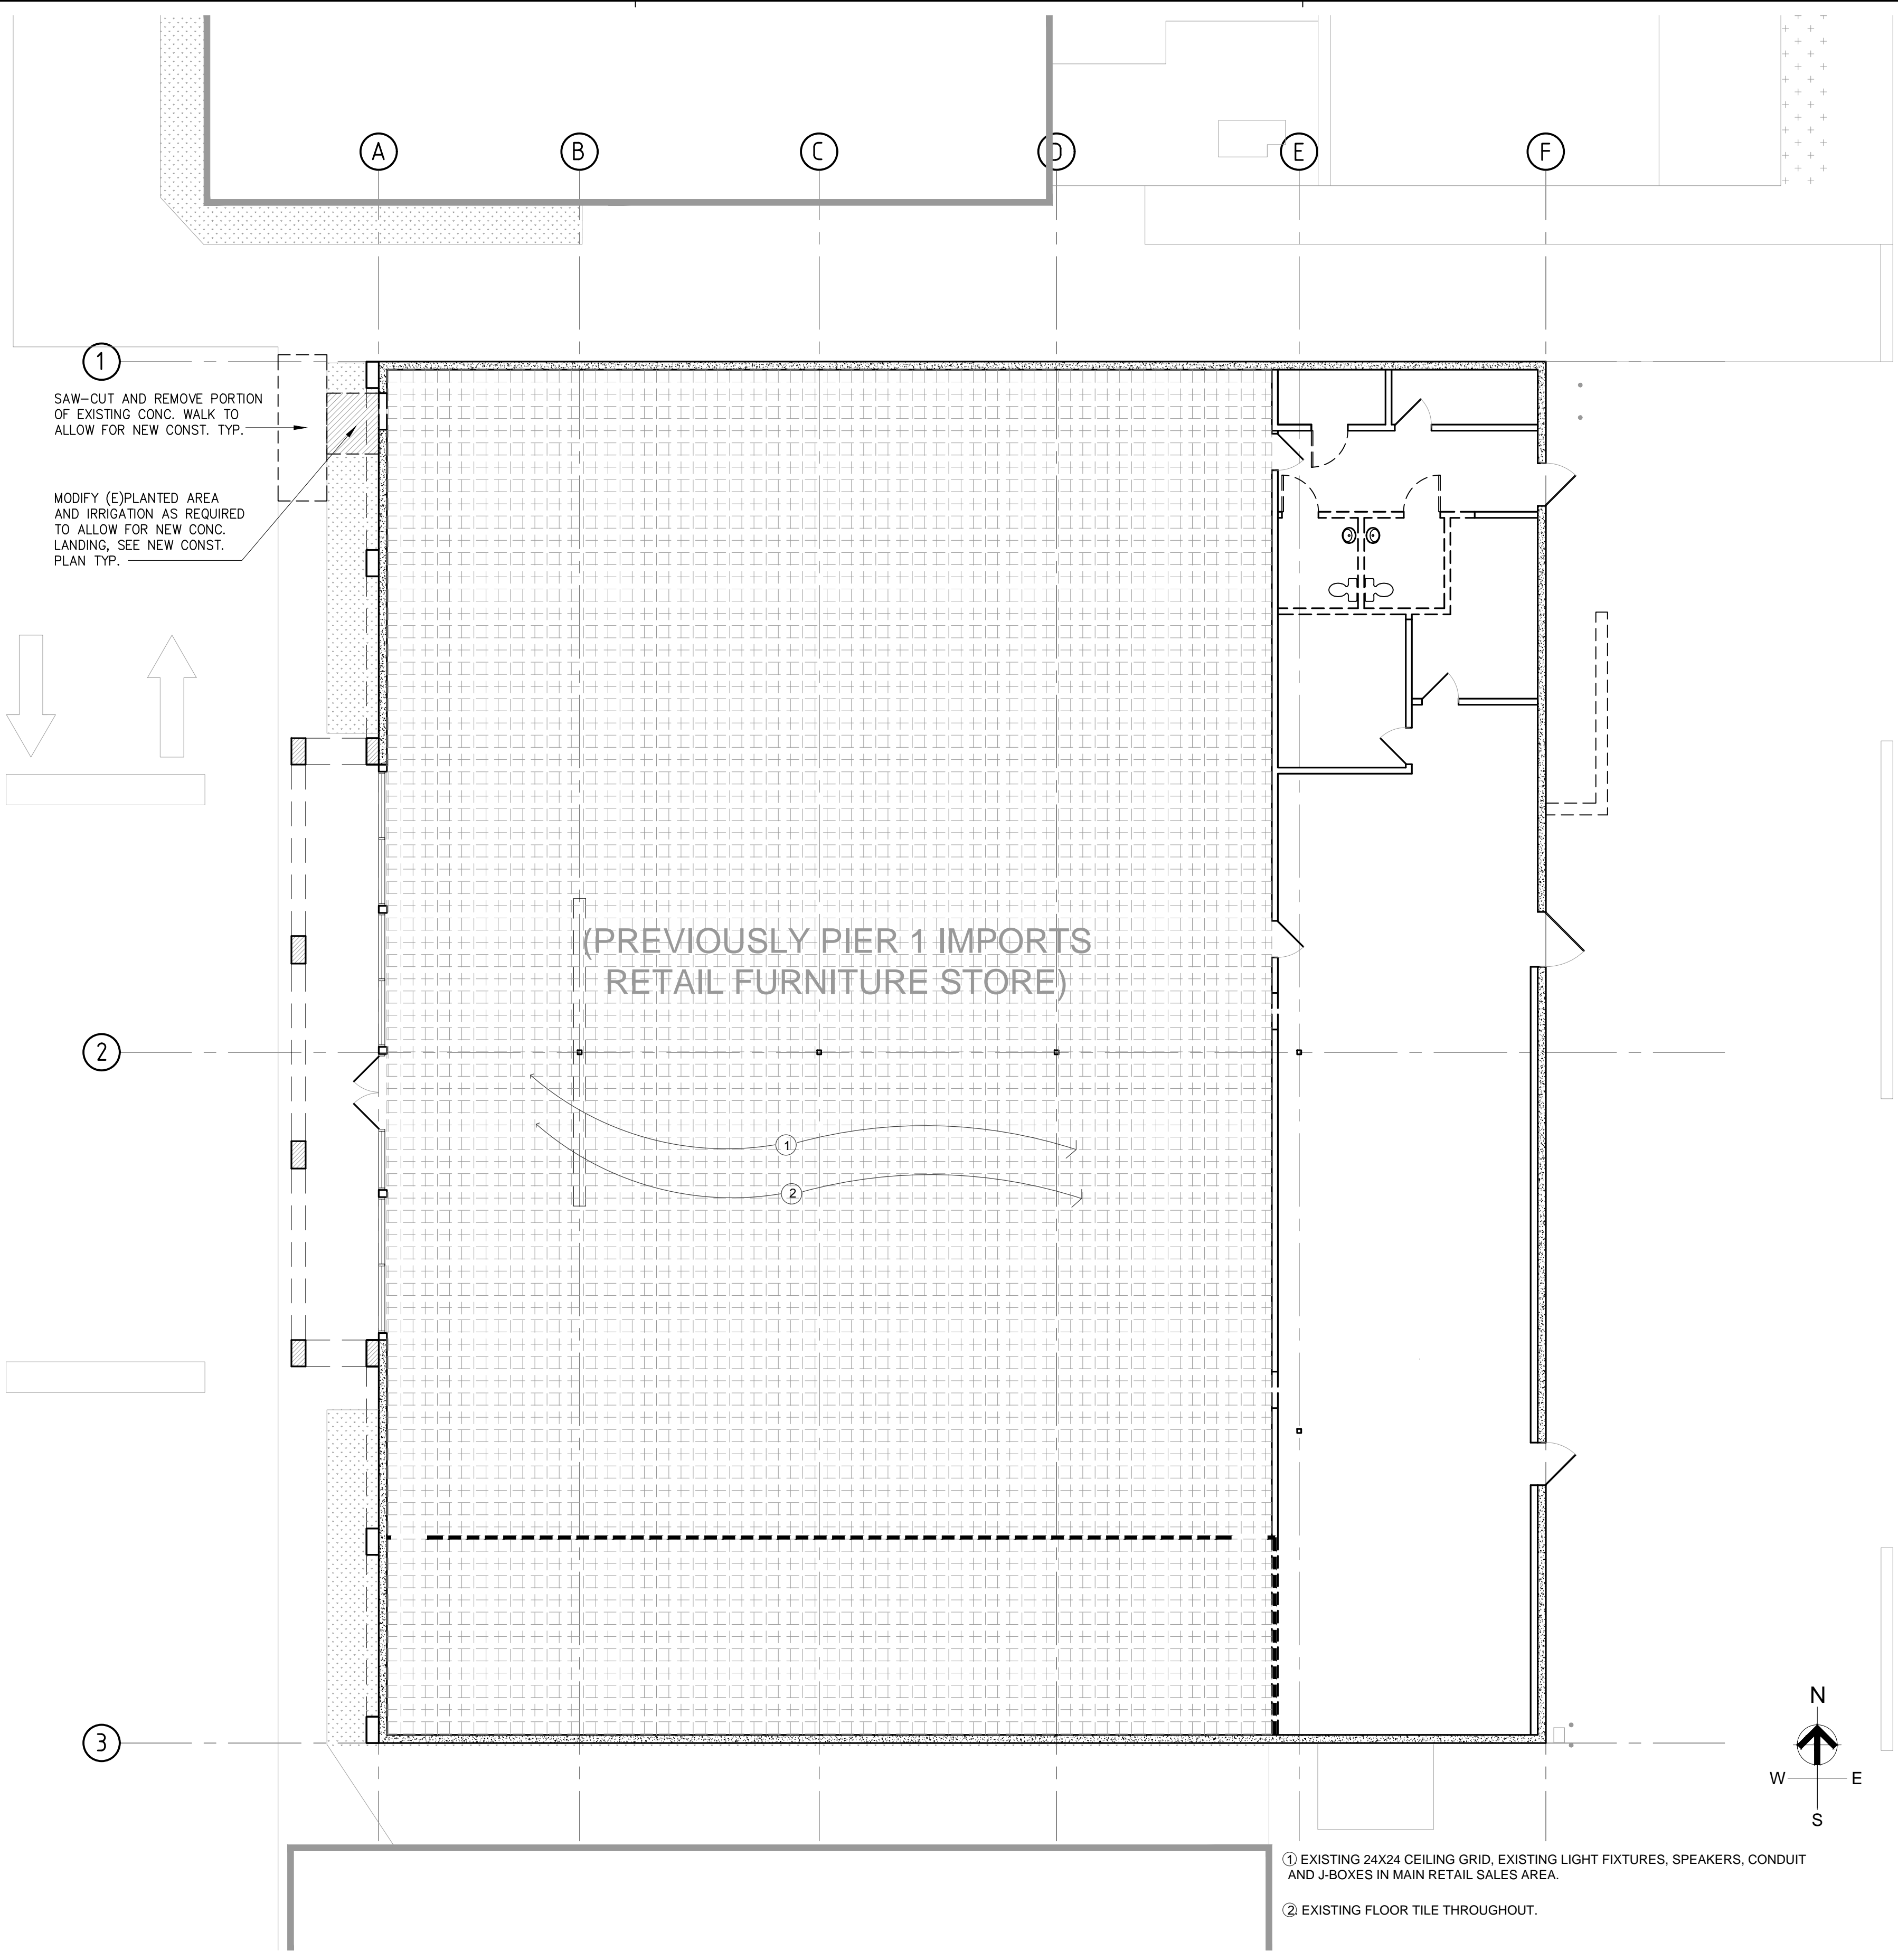 A
B
C
D
E
F
1
SAW-CUT AND REMOVE PORTION
OF EXISTING CONC. WALK TO
ALLOW FOR NEW CONST. TYP.
MODIFY (E)PLANTED AREA
AND IRRIGATION AS REQUIRED
TO ALLOW FOR NEW CONC.
LANDING, SEE NEW CONST.
PLAN TYP.
(PREVIOUSLY PIER 1 IMPORTS
RETAIL FURNITURE STORE)
2
1
2
3
N
W E
S
1 EXISTING 24X24 CEILING GRID, EXISTING LIGHT FIXTURES, SPEAKERS, CONDUIT
AND J-BOXES IN MAIN RETAIL SALES AREA.
2 EXISTING FLOOR TILE THROUGHOUT.